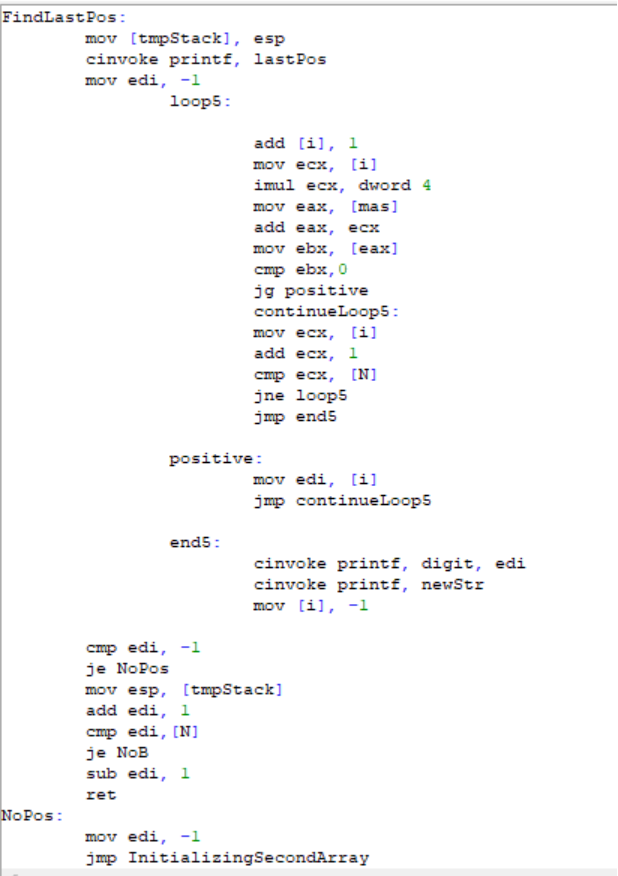 FindLastPos:
mov [tmpStack], esp
cinvoke printf, lastPos
mov edi, -1
loop5:
add [i], 1
mov ecx, [i]
imul ecx, dword 4
mov eax, [mas]
add eax, ecx
mov ebx, [eax]
cmp ebx,0
jg positive
continueLoop5:
mov ecx, [i]
add ecx, 1
cmp ecx, [N]
jne loop5
jmp end5
positive:
mov edi, [i]
jmp continueLoop5
end5:
cinvoke printf, digit, edi
cinvoke printf, newStr
mov [i], -1
cmp edi, -1
je NoPos
mov esp, [tmpStack]
add edi, 1
cmp edi,[N]
je NoB
sub edi, 1
ret
NoPos:
mov edi, -1
jmp InitializingSecondArray